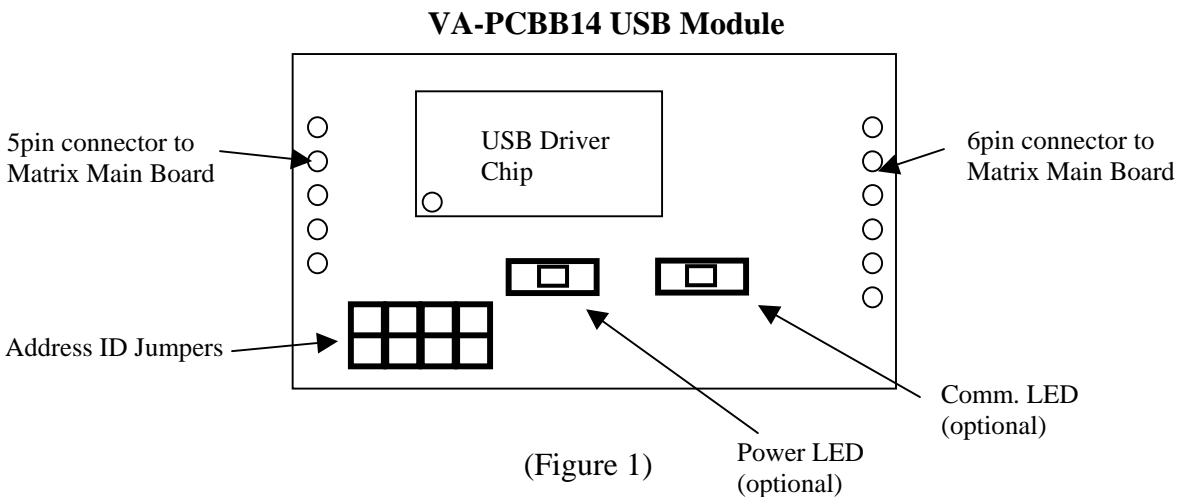 VA-PCBB14 USB Module
5pin connector to
Matrix Main Board
USB Driver
Chip
6pin connector to
Matrix Main Board
Address ID Jumpers
Comm. LED
(optional)
Power LED
(optional)
(Figure 1)